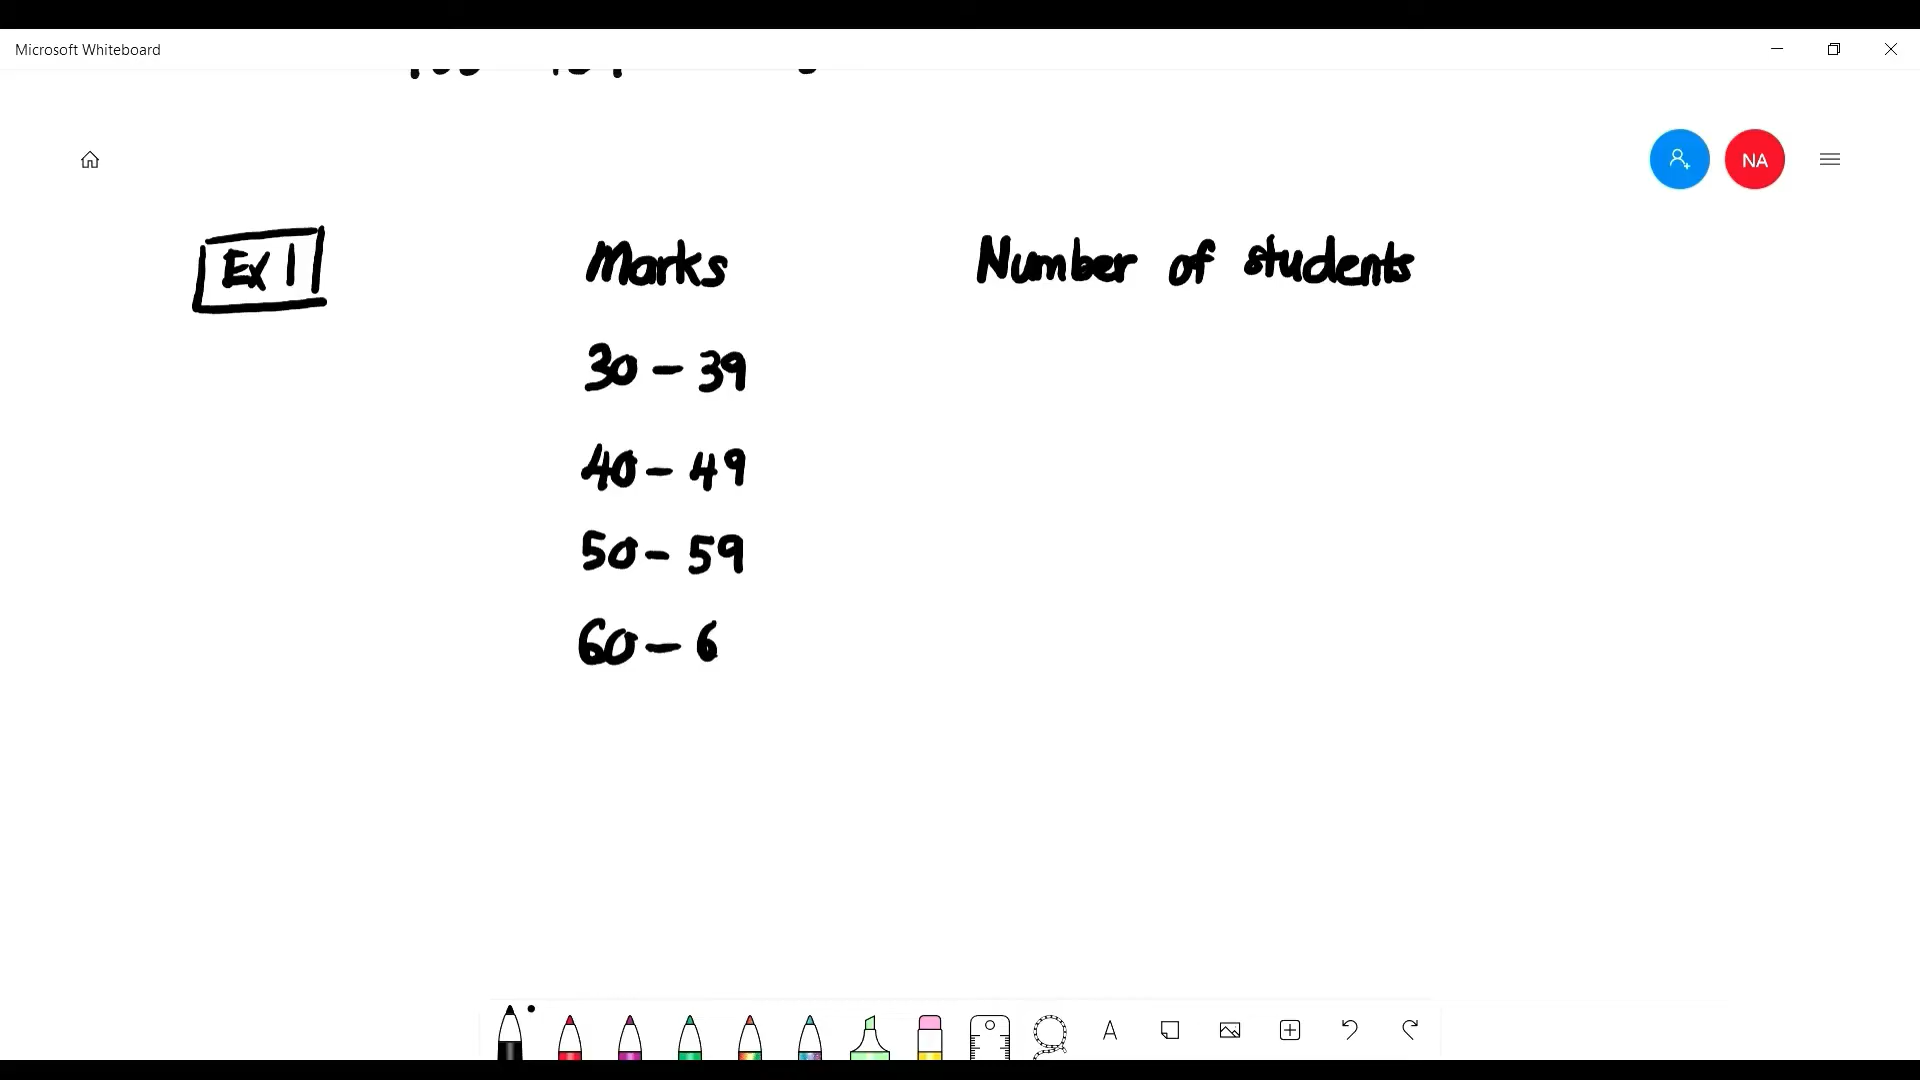 Microsoft Whiteboard
NA
Ex 1 Marks Number of students
30 - 39
40 - 49
50 - 59
60 - 6
A